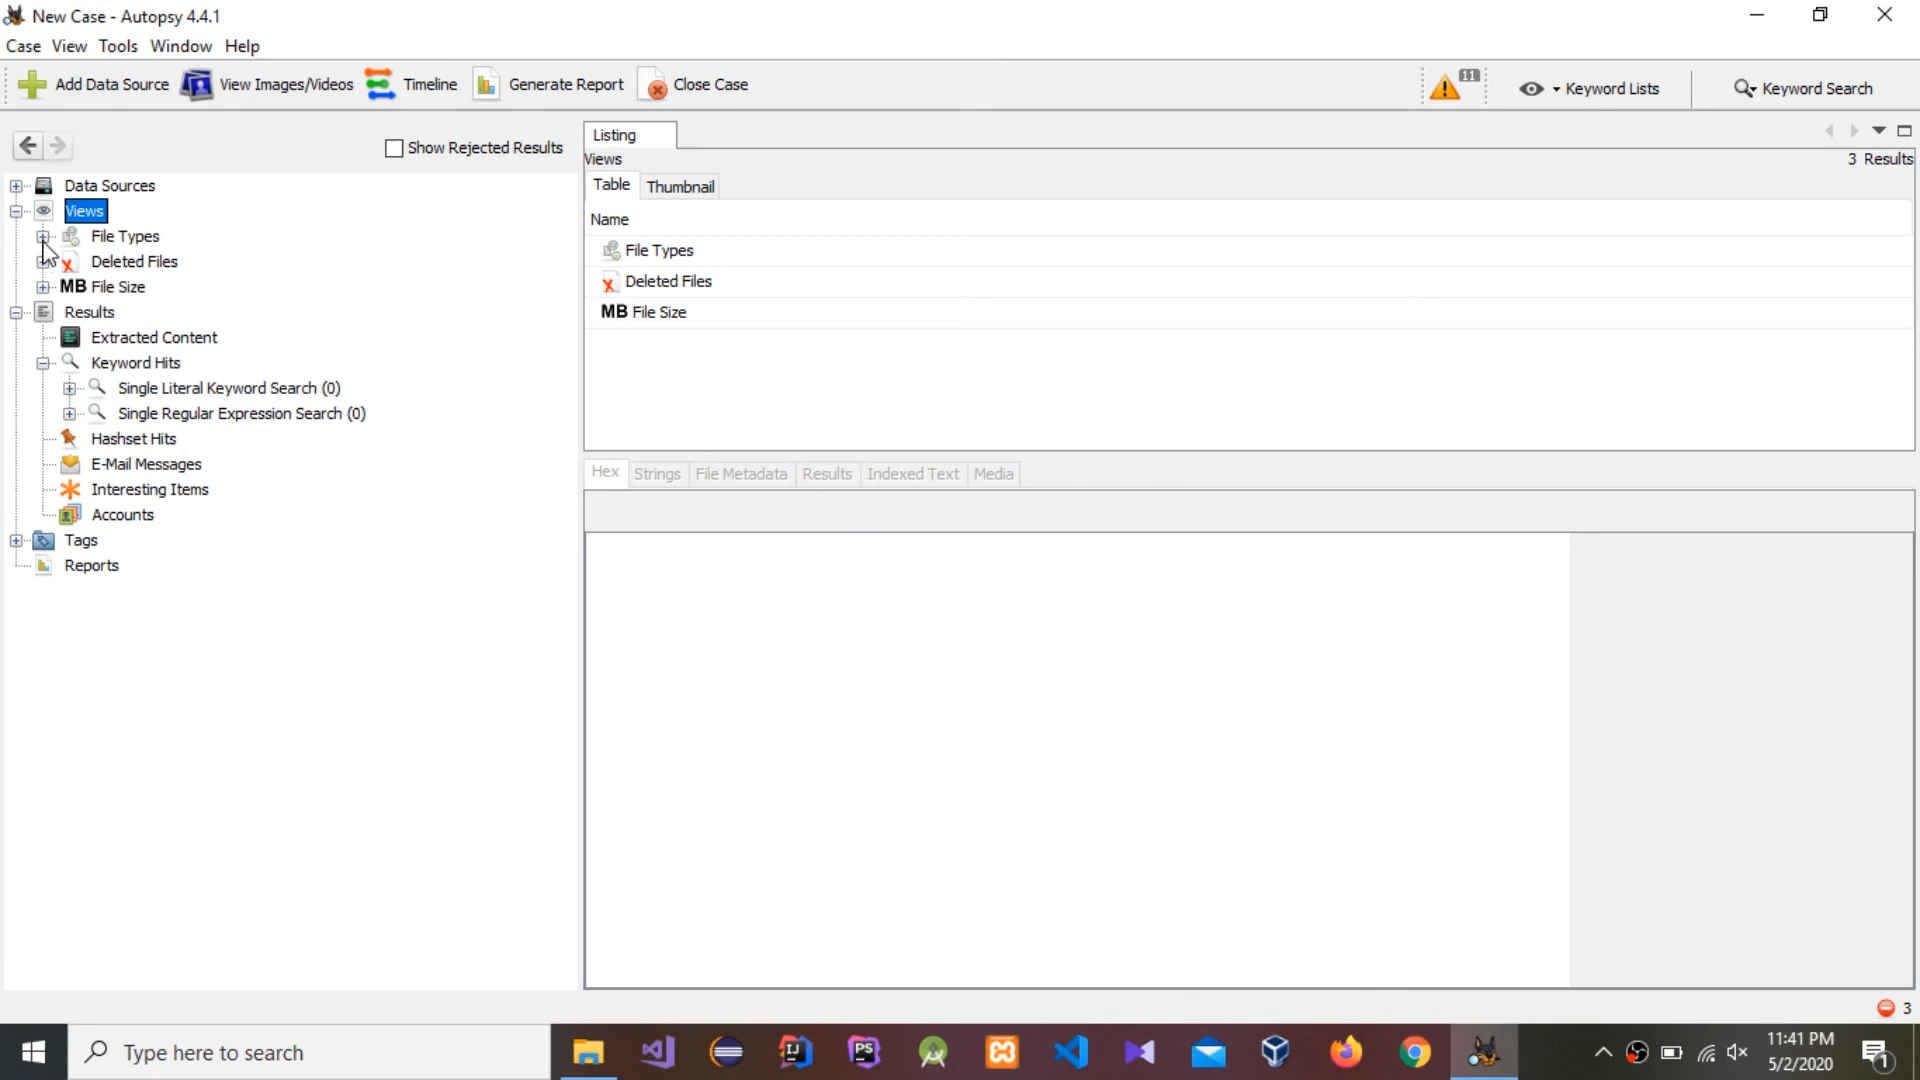 New Case - Autopsy 4.4.1
Case View Tools Window Help
Add Data Source View Images/Videos Timeline Generate Report Close Case 11 Keyword Lists Keyword Search
Show Rejected Results
Data Sources
Views
File Types
Deleted Files
MB File Size
Results
Extracted Content
Keyword Hits
Single Literal Keyword Search (0)
Single Regular Expression Search (0)
Hashset Hits
E-Mail Messages
Interesting Items
Accounts
Tags
Reports
Listing
Views 3 Results
Table Thumbnail
Name
File Types
Deleted Files
MB File Size
Hex Strings File Metadata Results Indexed Text Media
3
Type here to search
IJ PS
11:41 PM
5/2/2020
1